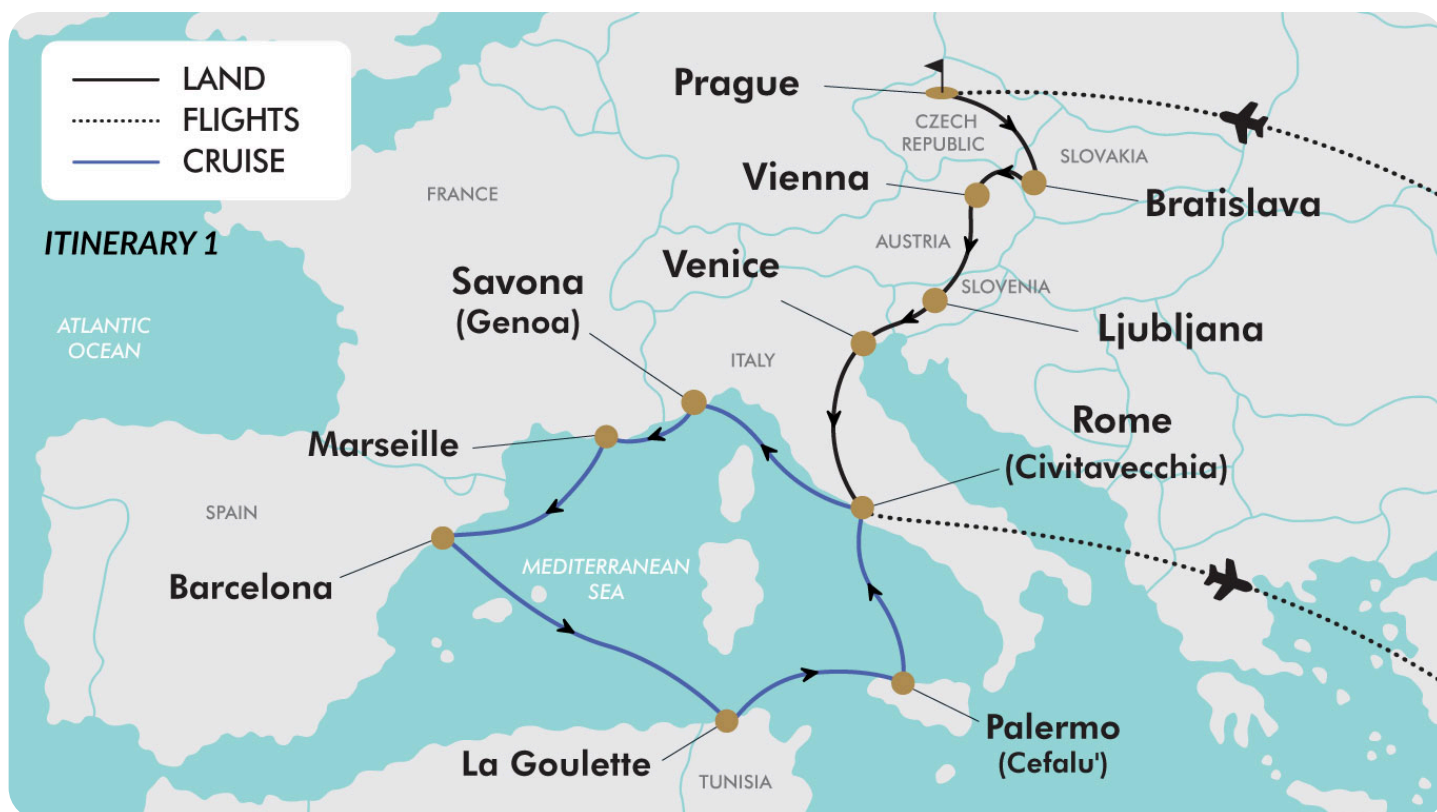 LAND
FLIGHTS
CRUISE
ITINERARY 1
ATLANTIC
OCEAN
FRANCE
SPAIN
Prague
CZECH
REPUBLIC
SLOVAKIA
Vienna
Bratislava
AUSTRIA
Venice
SLOVENIA
Ljubljana
Savona
(Genoa)
ITALY
Marseille
Rome
(Civitavecchia)
Barcelona
MEDITERRANEAN
SEA
La Goulette
TUNISIA
Palermo
(Cefalu')